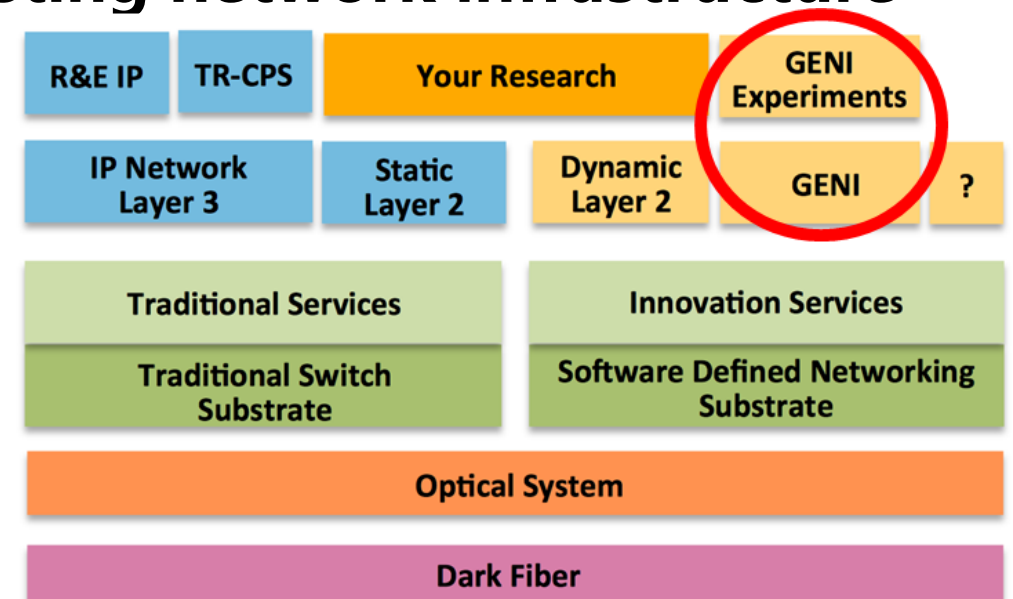 R&E IP
TR-CPS
Your Research
GENI
Experiments
IP Network
Layer 3
Static
Layer 2
Dynamic
Layer 2
GENI
?
Traditional Services
Innovation Services
Traditional Switch
Substrate
Software Defined Networking
Substrate
Optical System
Dark Fiber